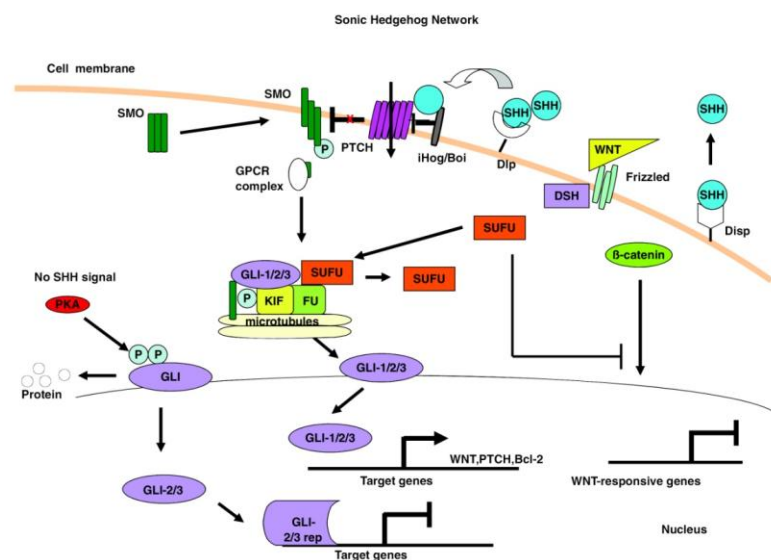 Sonic Hedgehog Network
Cell membrane
SMO
SMO
P
PTCH
iHog/Boi
SHH
SHH
Dlp
SHH
WNT
Frizzled
DSH
SHH
Disp
GPCR
complex
SUFU
ß-catenin
GLI-1/2/3
SUFU
SUFU
P
KIF
FU
microtubules
No SHH signal
PKA
P
P
GLI
Protein
GLI-1/2/3
GLI-1/2/3
WNT,PTCH,Bcl-2
Target genes
WNT-responsive genes
GLI-2/3
GLI-
2/3 rep
Target genes
Nucleus